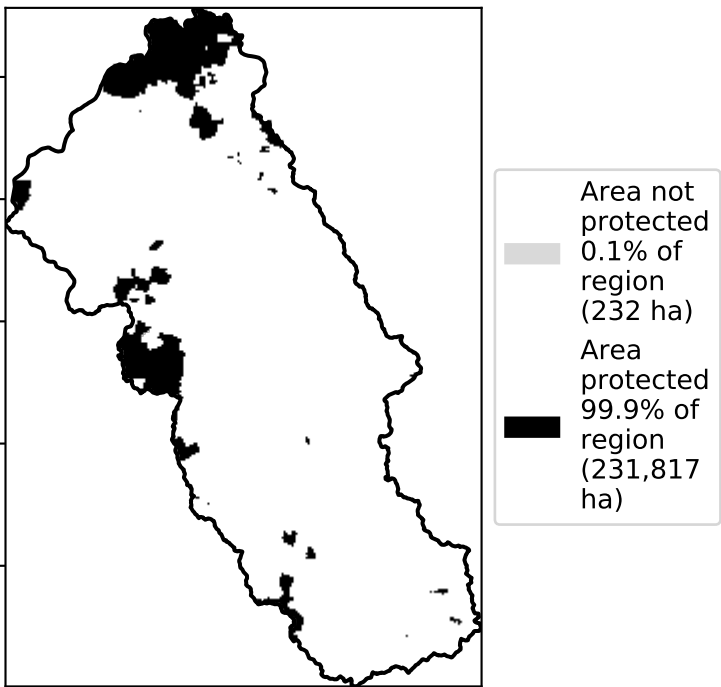 Area not
protected
0.1% of
region
(232 ha)
Area
protected
99.9% of
region
(231,817
ha)